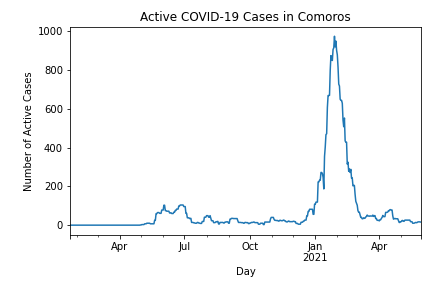 Active COVID-19 Cases in Comoros
1000
800
600
400
200
0
Number of Active Cases
Apr
Jul
Oct
Jan
2021
Apr
Day